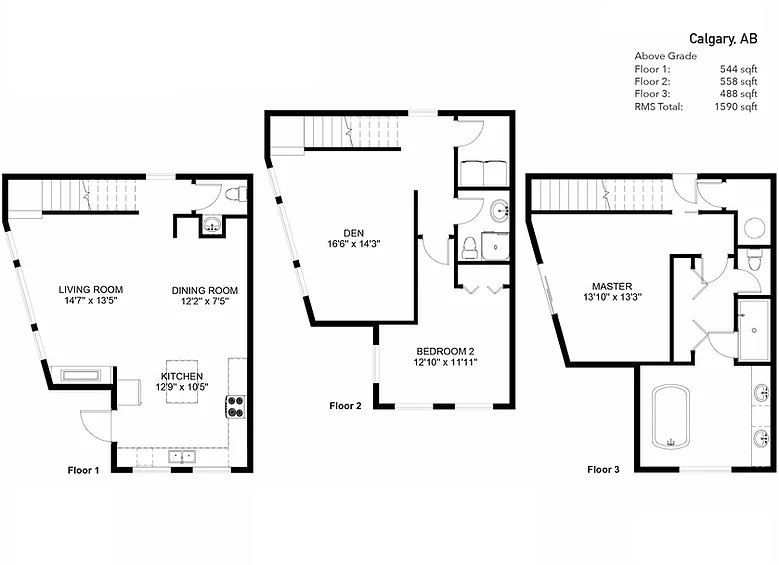 Calgary, AB
Above Grade
Floor 1: 544 sqft
Floor 2: 558 sqft
Floor 3: 488 sqft
RMS Total: 1590 sqft
LIVING ROOM
14'7" x 13'5"
DINING ROOM
12'2" x 7'5"
KITCHEN
12'9" x 10'5"
Floor 1
DEN
16'6" x 14'3"
BEDROOM 2
12'10" x 11'11"
Floor 2
MASTER
13'10" x 13'3"
Floor 3